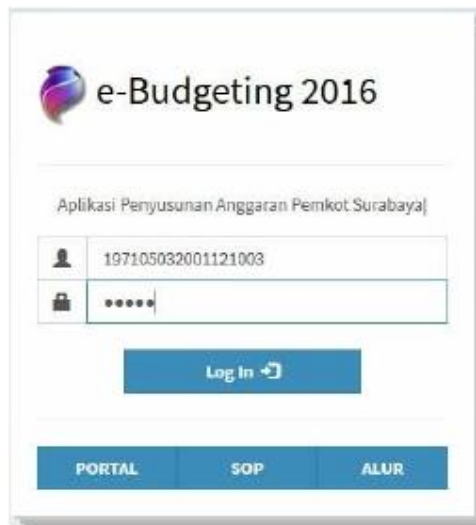 e-Budgeting 2016
Aplikasi Penyusunan Anggaran Pemkot Surabaya|
197105032001121003
•••••
Log In
PORTAL SOP ALUR